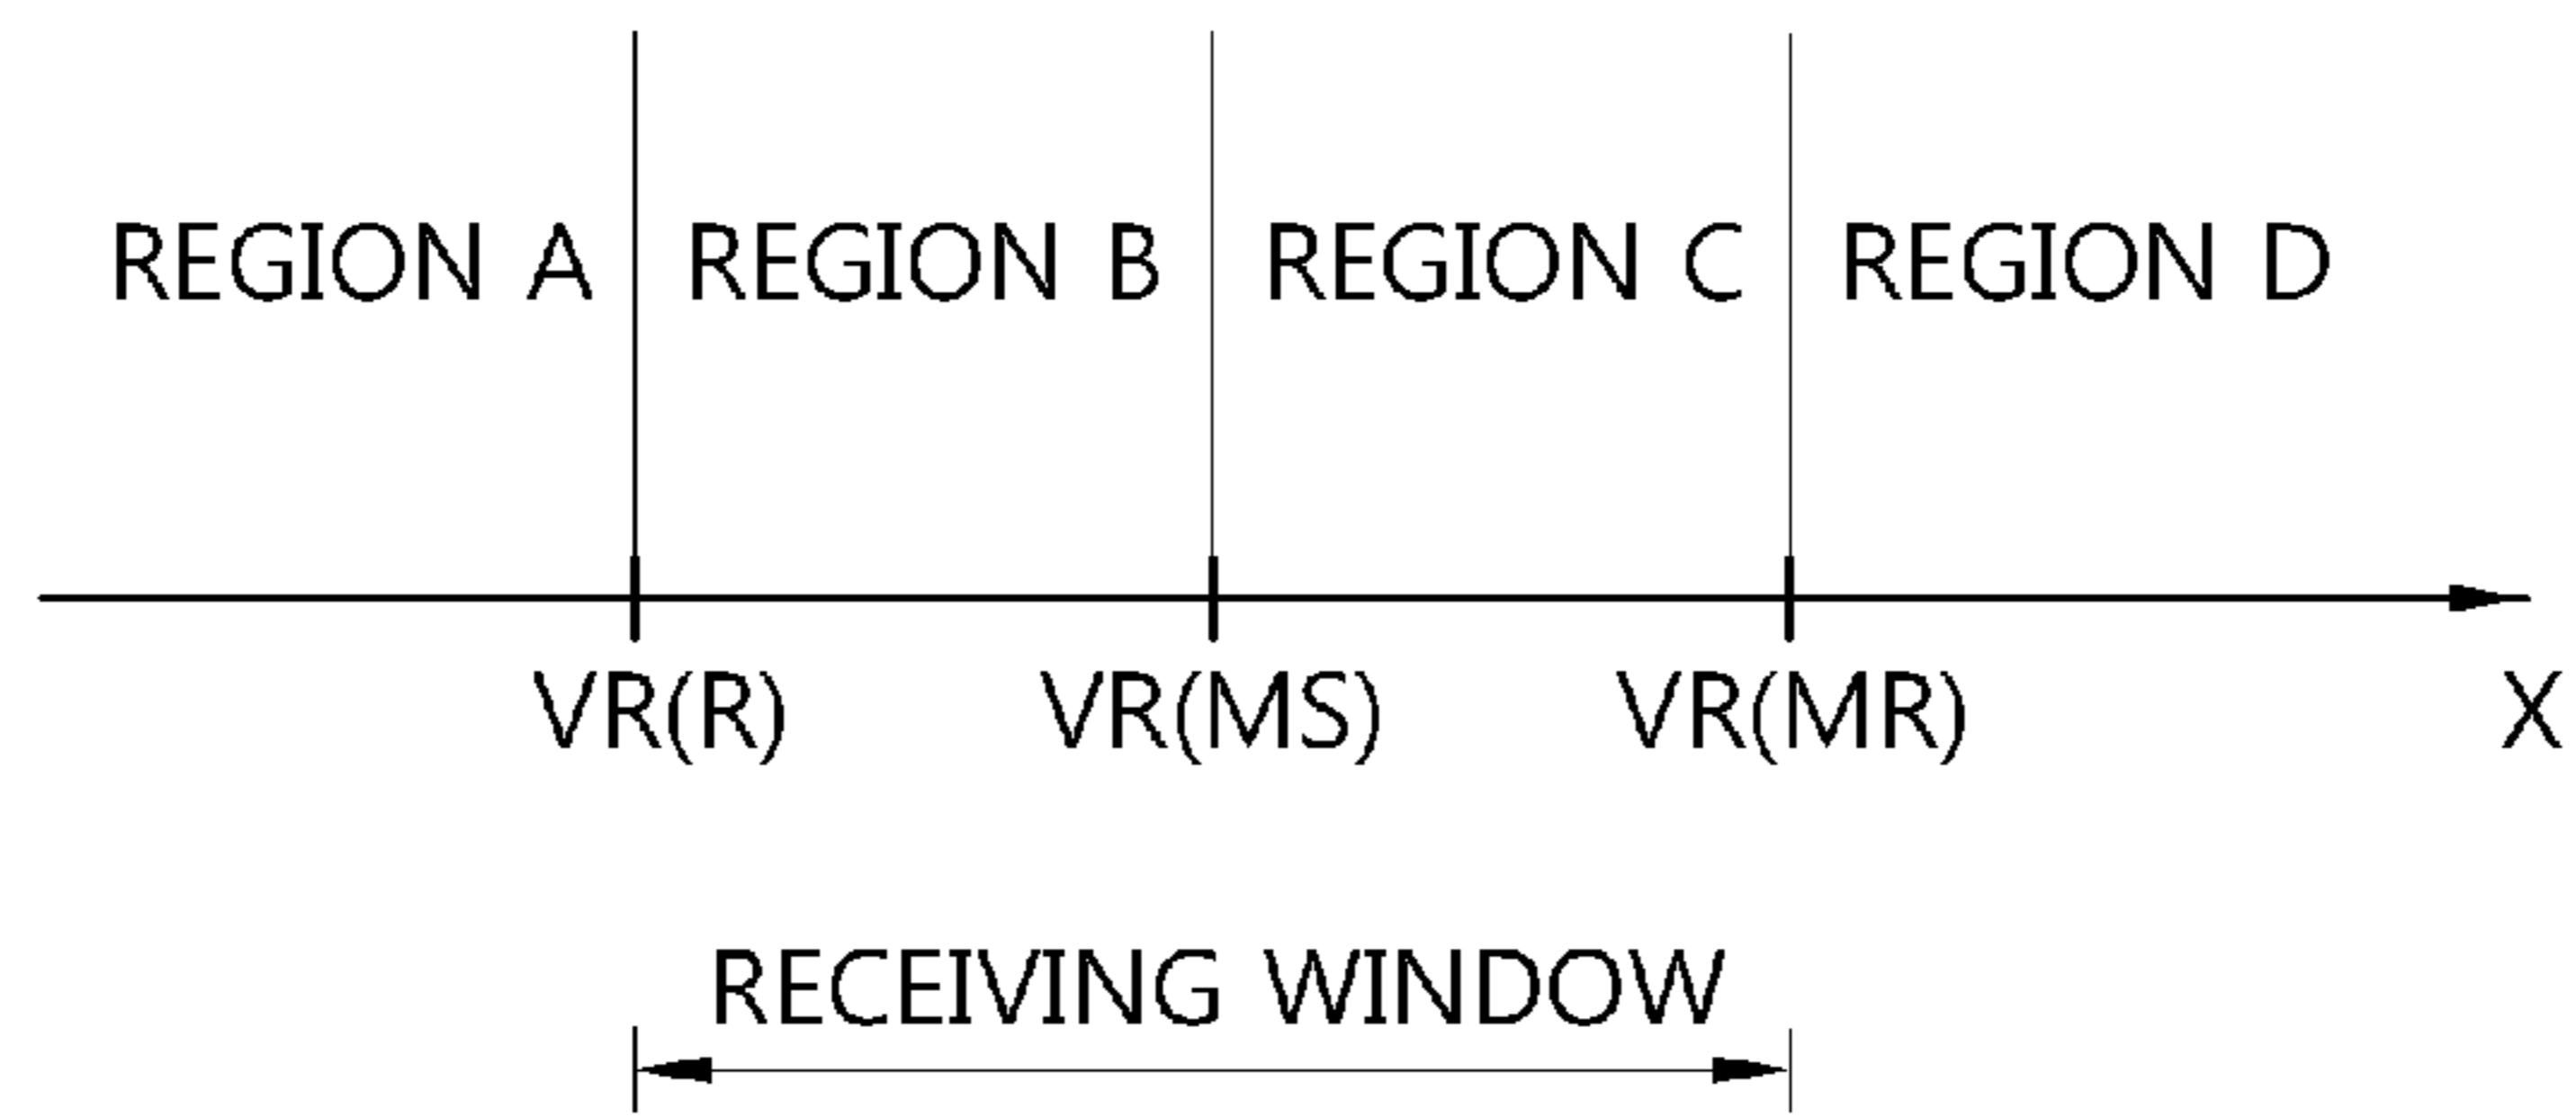 REGION A REGION B REGION C REGION D
VR(R) VR(MS) VR(MR) X
RECEIVING WINDOW